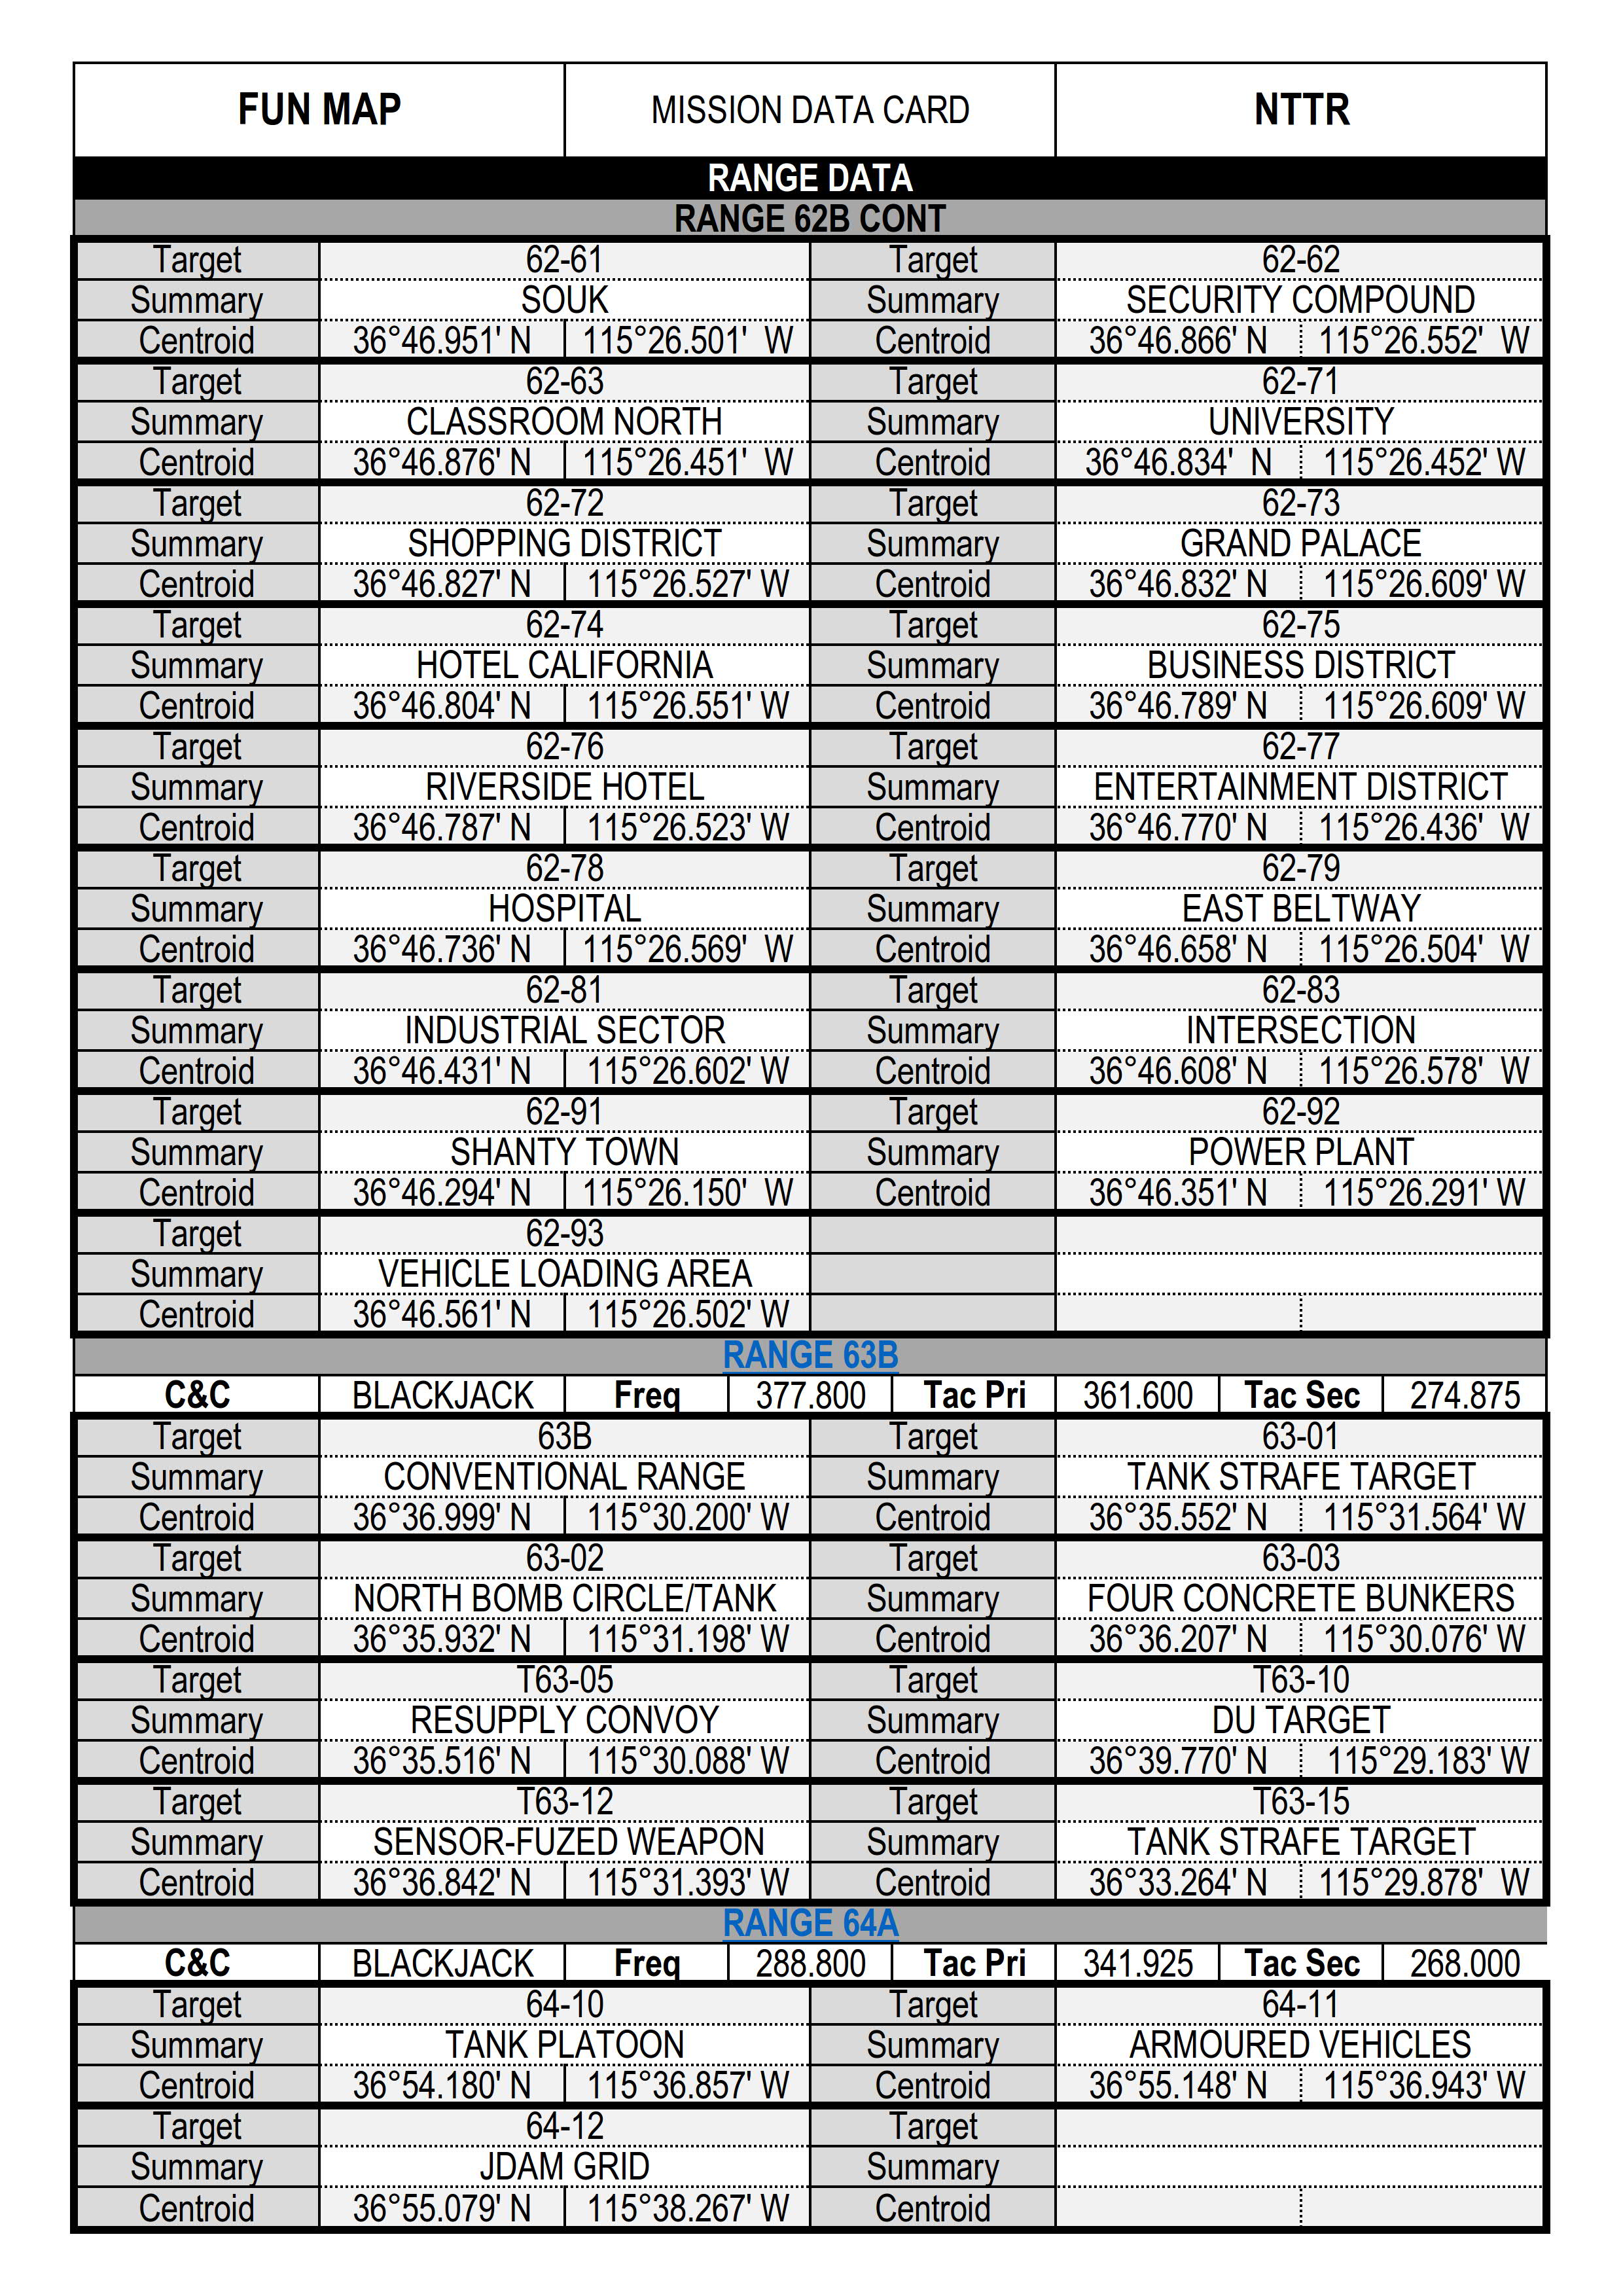 FUN MAP MISSION DATA CARD NTTR
RANGE DATA
RANGE 62B CONT
Target 62-61 Target 62-62
Summary SOUK Summary SECURITY COMPOUND
Centroid 36°46.951' N 115°26.501' W Centroid 36°46.866' N 115°26.552' W
Target 62-63 Target 62-71
Summary CLASSROOM NORTH Summary UNIVERSITY
Centroid 36°46.876' N 115°26.451' W Centroid 36°46.834' N 115°26.452' W
Target 62-72 Target 62-73
Summary SHOPPING DISTRICT Summary GRAND PALACE
Centroid 36°46.827' N 115°26.527' W Centroid 36°46.832' N 115°26.609' W
Target 62-74 Target 62-75
Summary HOTEL CALIFORNIA Summary BUSINESS DISTRICT
Centroid 36°46.804' N 115°26.551' W Centroid 36°46.789' N 115°26.609' W
Target 62-76 Target 62-77
Summary RIVERSIDE HOTEL Summary ENTERTAINMENT DISTRICT
Centroid 36°46.787' N 115°26.523' W Centroid 36°46.770' N 115°26.436' W
Target 62-78 Target 62-79
Summary HOSPITAL Summary EAST BELTWAY
Centroid 36°46.736' N 115°26.569' W Centroid 36°46.658' N 115°26.504' W
Target 62-81 Target 62-83
Summary INDUSTRIAL SECTOR Summary INTERSECTION
Centroid 36°46.431' N 115°26.602' W Centroid 36°46.608' N 115°26.578' W
Target 62-91 Target 62-92
Summary SHANTY TOWN Summary POWER PLANT
Centroid 36°46.294' N 115°26.150' W Centroid 36°46.351' N 115°26.291' W
Target 62-93
Summary VEHICLE LOADING AREA
Centroid 36°46.561' N 115°26.502' W
RANGE 63B
C&C BLACKJACK Freq 377.800 Tac Pri 361.600 Tac Sec 274.875
Target 63B Target 63-01
Summary CONVENTIONAL RANGE Summary TANK STRAFE TARGET
Centroid 36°36.999' N 115°30.200' W Centroid 36°35.552' N 115°31.564' W
Target 63-02 Target 63-03
Summary NORTH BOMB CIRCLE/TANK Summary FOUR CONCRETE BUNKERS
Centroid 36°35.932' N 115°31.198' W Centroid 36°36.207' N 115°30.076' W
Target T63-05 Target T63-10
Summary RESUPPLY CONVOY Summary DU TARGET
Centroid 36°35.516' N 115°30.088' W Centroid 36°39.770' N 115°29.183' W
Target T63-12 Target T63-15
Summary SENSOR-FUZED WEAPON Summary TANK STRAFE TARGET
Centroid 36°36.842' N 115°31.393' W Centroid 36°33.264' N 115°29.878' W
RANGE 64A
C&C BLACKJACK Freq 288.800 Tac Pri 341.925 Tac Sec 268.000
Target 64-10 Target 64-11
Summary TANK PLATOON Summary ARMOURED VEHICLES
Centroid 36°54.180' N 115°36.857' W Centroid 36°55.148' N 115°36.943' W
Target 64-12 Target
Summary JDAM GRID Summary
Centroid 36°55.079' N 115°38.267' W Centroid